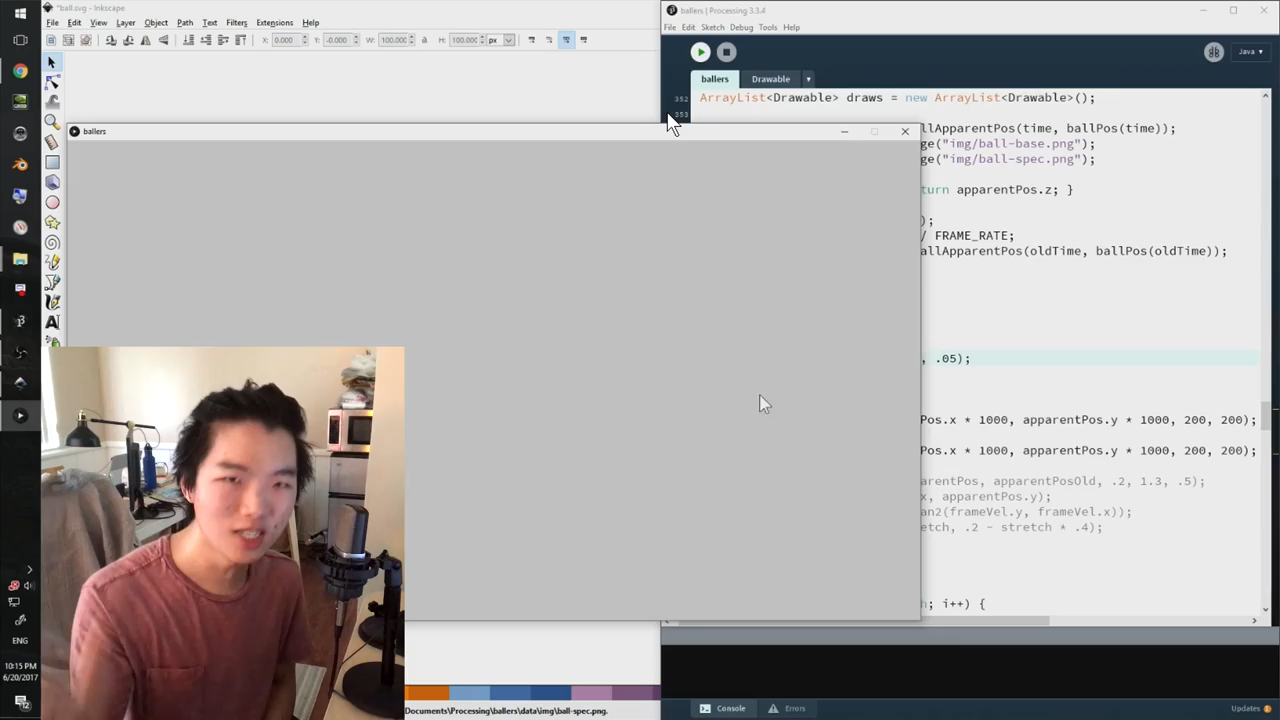 *ball.svg - Inkscape
File Edit View Layer Object Path Text Filters Extensions Help
X: 0.000 Y: -0.000 W: 100.000 H: 100.000 px
ballers | Processing 3.3.4
File Edit Sketch Debug Tools Help
Java
ballers Drawable
352 ArrayList<Drawable> draws = new ArrayList<Drawable>();
353
ballers
allApparentPos(time, ballPos(time));
ge("img/ball-base.png");
ge("img/ball-spec.png");
turn apparentPos.z; }
);
/ FRAME_RATE;
allApparentPos(oldTime, ballPos(oldTime));
, .05);
Pos.x * 1000, apparentPos.y * 1000, 200, 200);
Pos.x * 1000, apparentPos.y * 1000, 200, 200);
arentPos, apparentPosOld, .2, 1.3, .5);
x, apparentPos.y);
an2(frameVel.y, frameVel.x));
etch, .2 - stretch * .4);
h; i++) {
ENG
10:15 PM
6/20/2017
12
Documents\Processing\ballers\data\img\ball-spec.png.
Console Errors
Updates